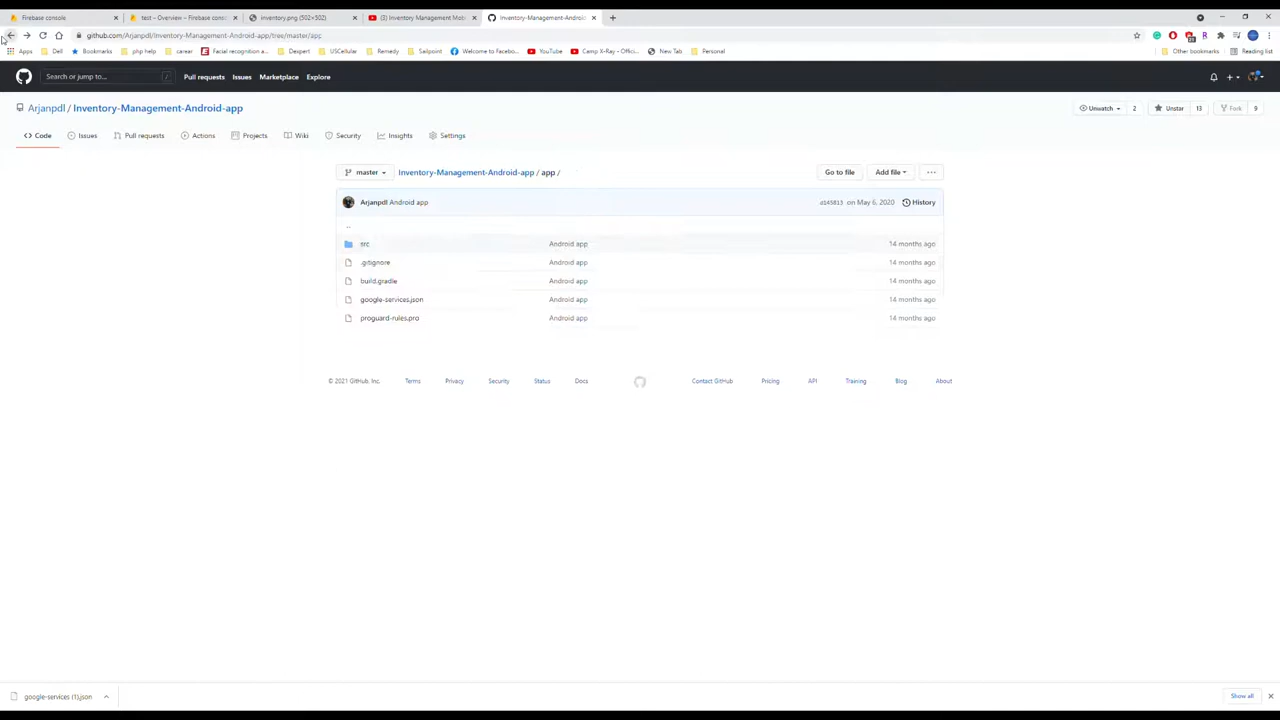 Firebase console
test – Overview – Firebase cons
inventory.png (502×502)
(3) Inventory Management Mob
Inventory-Management-Android-
github.com/Arjanpdl/Inventory-Management-Android-app/tree/master/app
Apps Dell Bookmarks php help career Facial recognition a... Despert USCellular Remedy Sailpoint Welcome to Facebo... YouTube Camp X-Ray - Offic... New Tab Personal Other bookmarks Reading list
Search or jump to... / Pull requests Issues Marketplace Explore
Arjanpdl / Inventory-Management-Android-app Unwatch 2 Unstar 13 Fork 9
Code Issues Pull requests Actions Projects Wiki Security Insights Settings
master Inventory-Management-Android-app / app / Go to file Add file ...
Arjanpdl Android app on May 6, 2020 History
..
src Android app 14 months ago
.gitignore Android app 14 months ago
build.gradle Android app 14 months ago
google-services.json Android app 14 months ago
proguard-rules.pro Android app 14 months ago
© 2021 GitHub, Inc. Terms Privacy Security Status Docs Contact GitHub Pricing API Training Blog About
google-services (1).json Show all